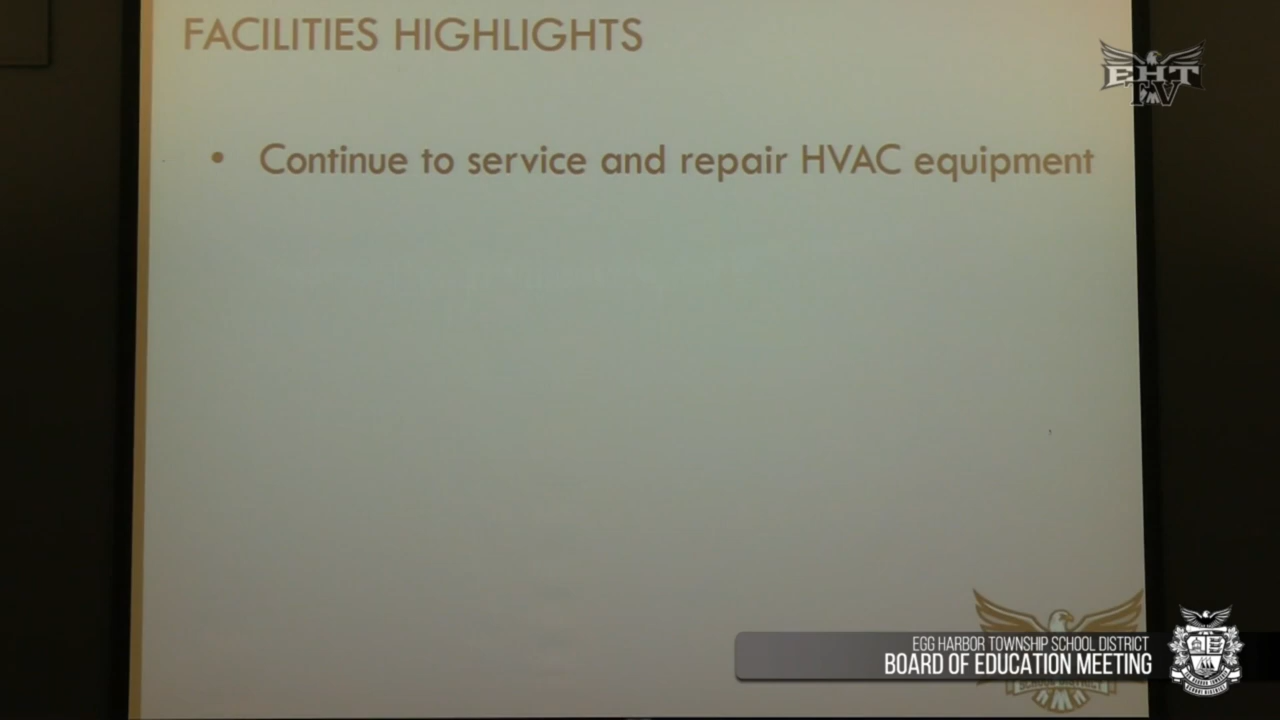 FACILITIES HIGHLIGHTS
EHT
TV
• Continue to service and repair HVAC equipment
EGG HARBOR TOWNSHIP SCHOOL DISTRICT
BOARD OF EDUCATION MEETING